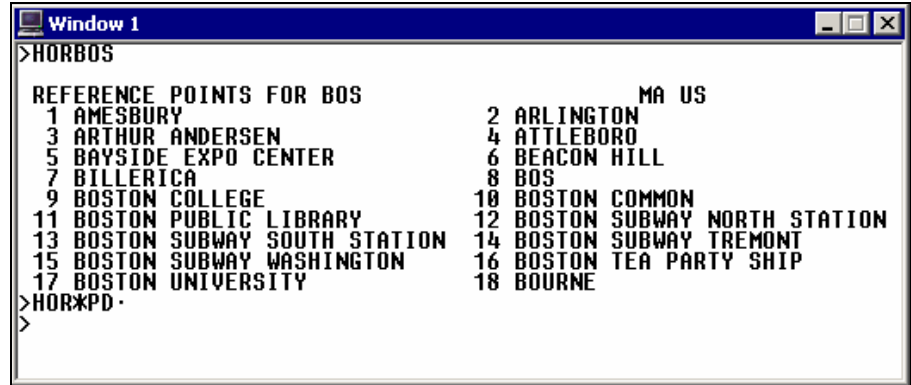 Window 1
>HORBOS
REFERENCE POINTS FOR BOS MA US
1 AMESBURY 2 ARLINGTON
3 ARTHUR ANDERSEN 4 ATTLEBORO
5 BAYSIDE EXPO CENTER 6 BEACON HILL
7 BILLERICA 8 BOS
9 BOSTON COLLEGE 10 BOSTON COMMON
11 BOSTON PUBLIC LIBRARY 12 BOSTON SUBWAY NORTH STATION
13 BOSTON SUBWAY SOUTH STATION 14 BOSTON SUBWAY TREMONT
15 BOSTON SUBWAY WASHINGTON 16 BOSTON TEA PARTY SHIP
17 BOSTON UNIVERSITY 18 BOURNE
>HOR*PD·
>